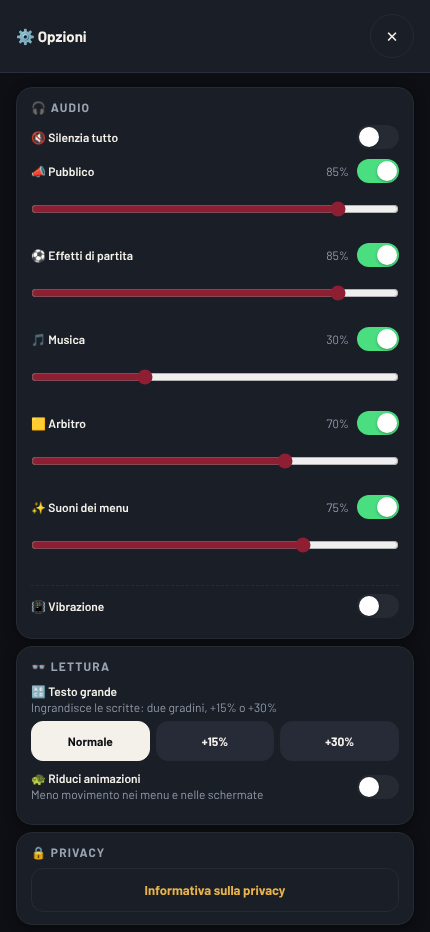 ⚙️ Opzioni
×
🎧 AUDIO
🔇 Silenzia tutto
📣 Pubblico 85%
⚽ Effetti di partita 85%
🎵 Musica 30%
🟨 Arbitro 70%
✨ Suoni dei menu 75%
📳 Vibrazione
👓 LETTURA
🔠 Testo grande
Ingrandisce le scritte: due gradini, +15% o +30%
Normale +15% +30%
🐢 Riduci animazioni
Meno movimento nei menu e nelle schermate
🔒 PRIVACY
Informativa sulla privacy